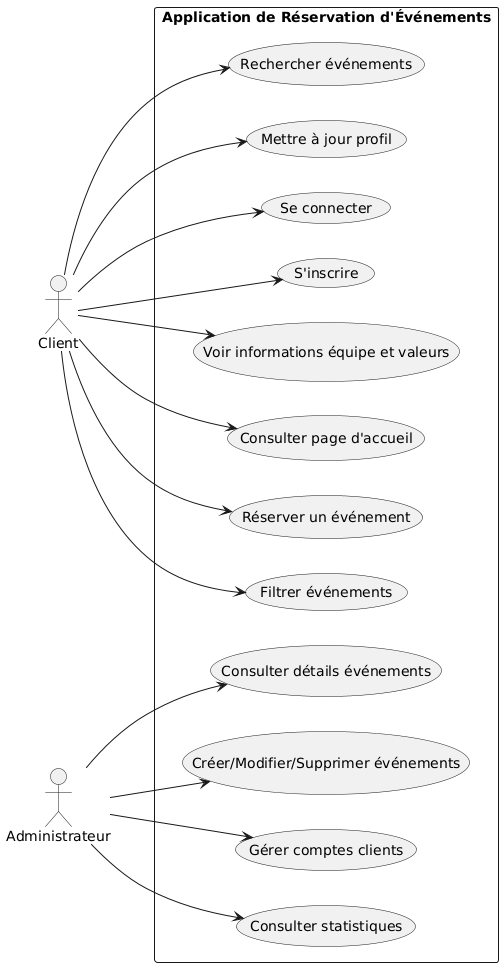 Application de Réservation d'Événements
Rechercher événements
Mettre à jour profil
Se connecter
S'inscrire
Client
Voir informations équipe et valeurs
Consulter page d'accueil
Réserver un événement
Filtrer événements
Consulter détails événements
Créer/Modifier/Supprimer événements
Administrateur
Gérer comptes clients
Consulter statistiques